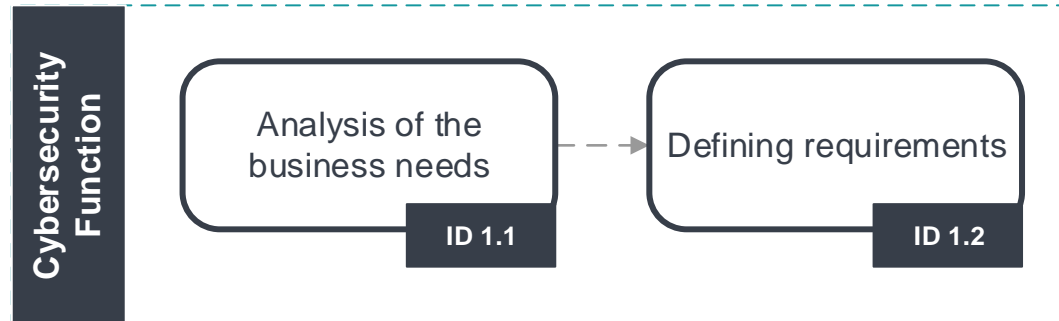 Cybersecurity
Function
Analysis of the
business needs
ID 1.1
Defining requirements
ID 1.2